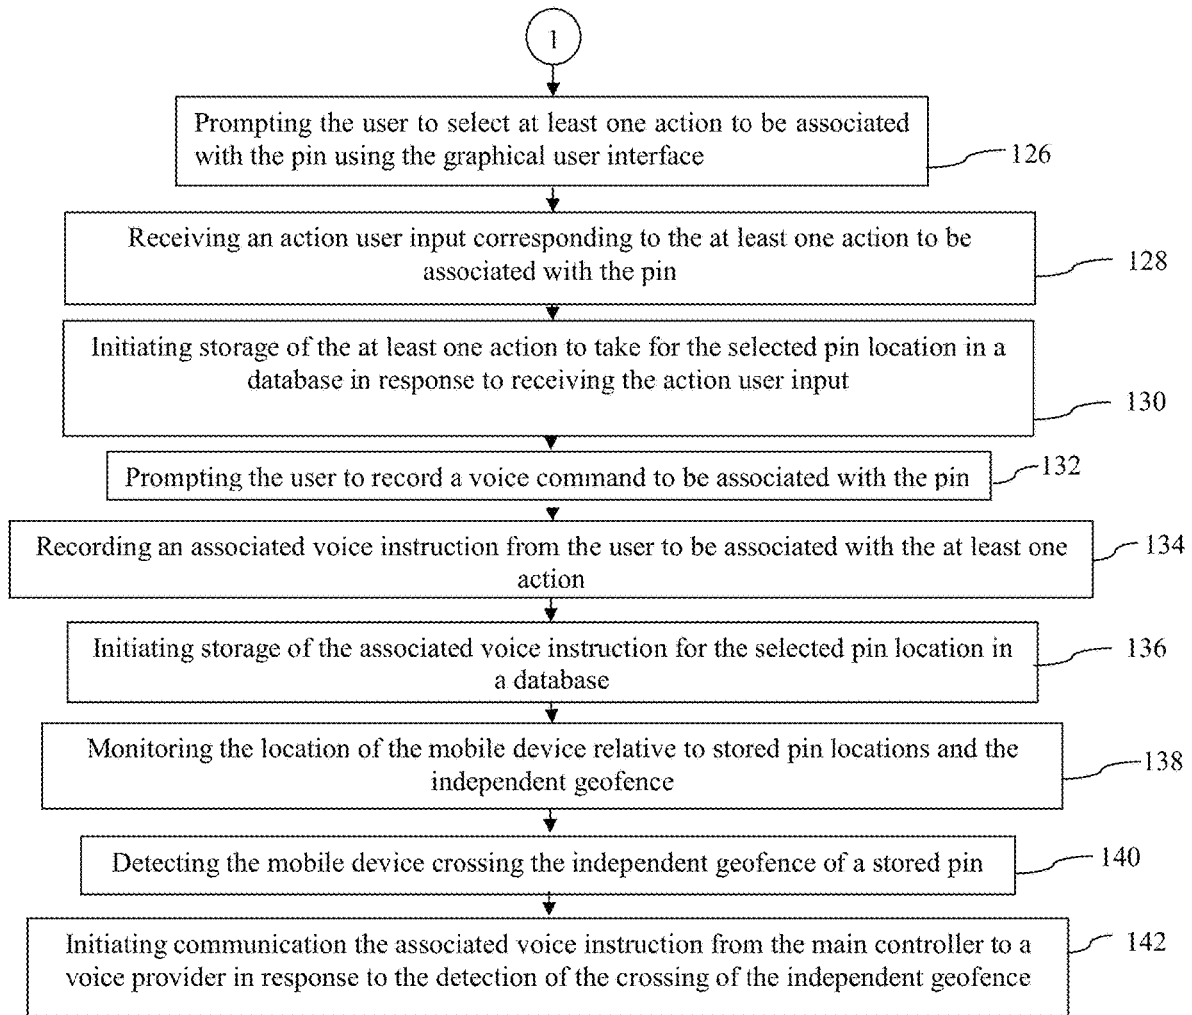 1
Prompting the user to select at least one action to be associated
with the pin using the graphical user interface
126
Receiving an action user input corresponding to the at least one action to be
associated with the pin
128
Initiating storage of the at least one action to take for the selected pin location in a
database in response to receiving the action user input
130
Prompting the user to record a voice command to be associated with the pin
132
Recording an associated voice instruction from the user to be associated with the at least one
action
134
Initiating storage of the associated voice instruction for the selected pin location in
a database
136
Monitoring the location of the mobile device relative to stored pin locations and the
independent geofence
138
Detecting the mobile device crossing the independent geofence of a stored pin
140
Initiating communication the associated voice instruction from the main controller to a
voice provider in response to the detection of the crossing of the independent geofence
142